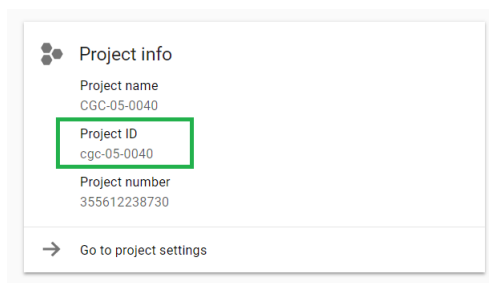 Project info
Project name
CGC-05-0040
Project ID
cgc-05-0040
Project number
355612238730
Go to project settings